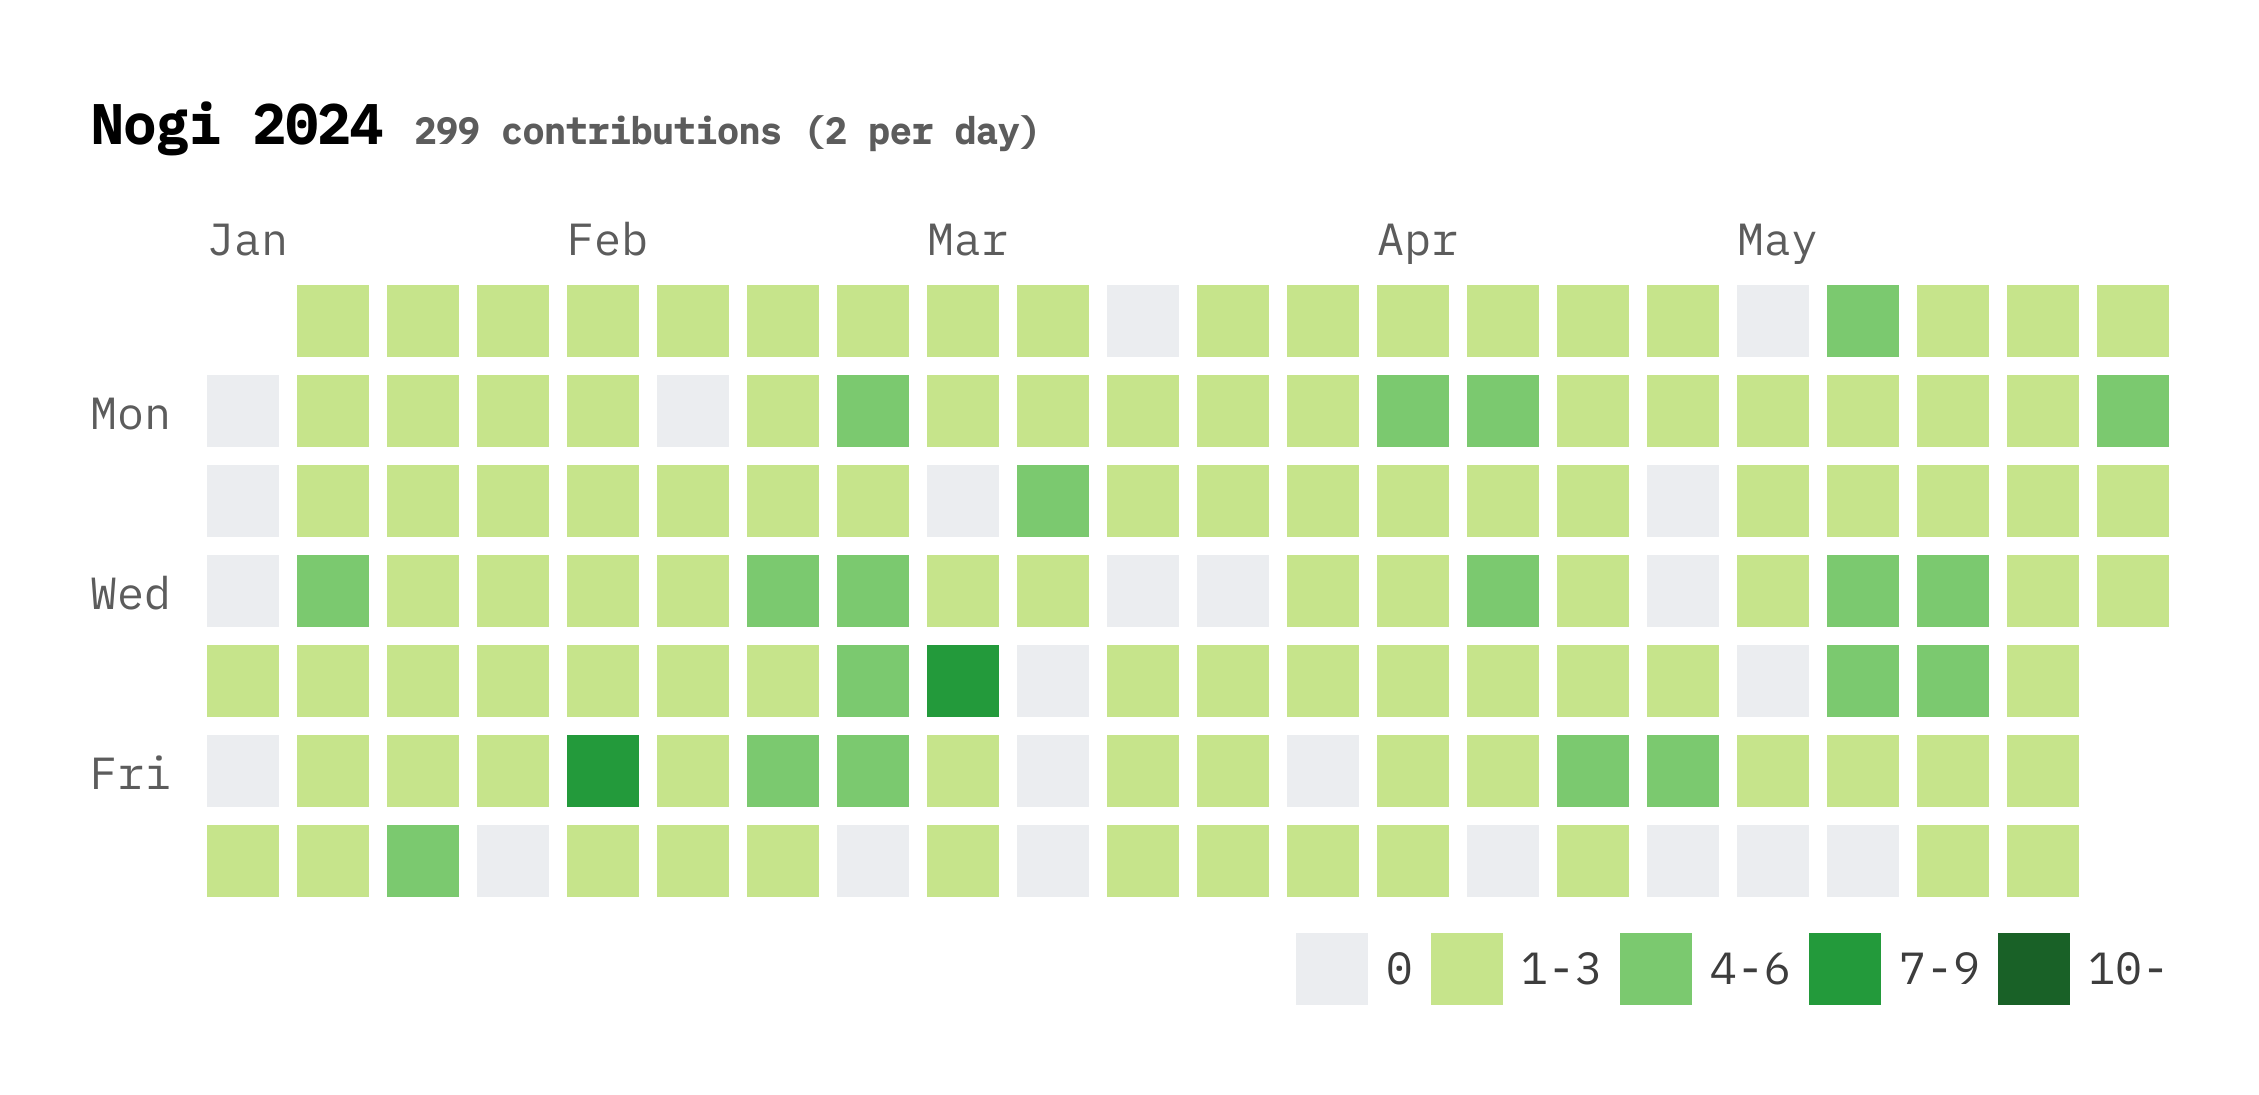 Nogi 2024 299 contributions (2 per day)
Jan Feb Mar Apr May
Mon
Wed
Fri
0 1-3 4-6 7-9 10-